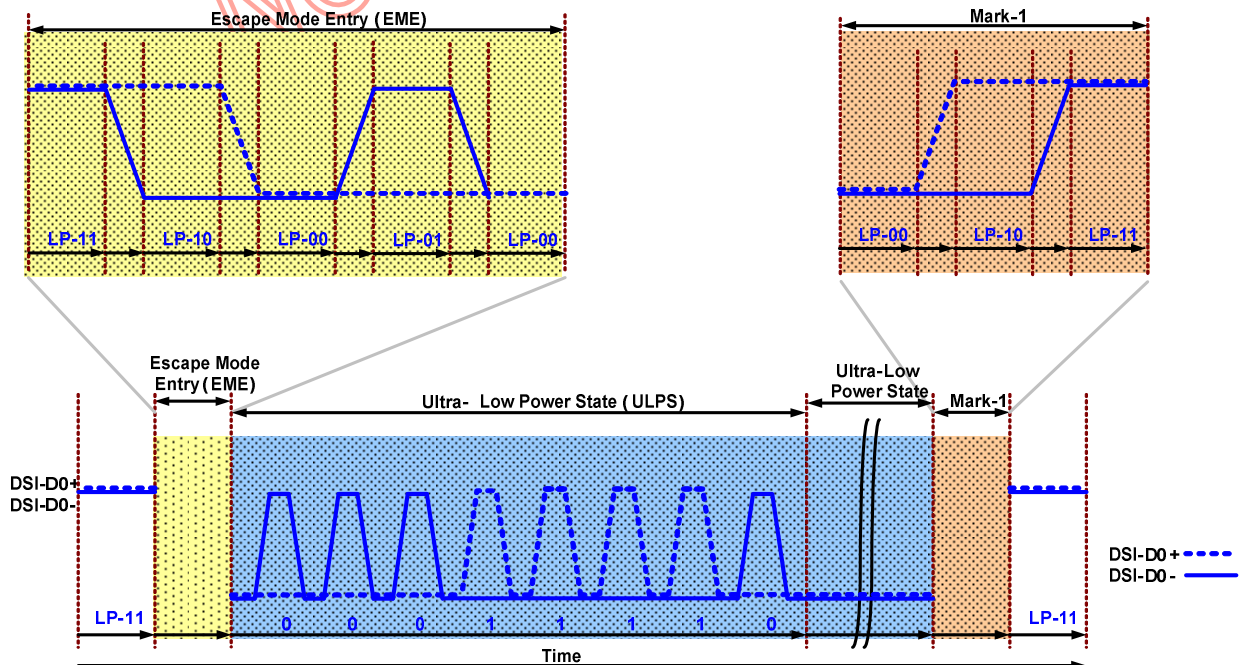 Escape Mode Entry (EME)
Mark-1
LP-11 LP-10 LP-00 LP-01 LP-00
LP-00 LP-10 LP-11
Escape Mode
Entry (EME)
Ultra- Low Power State (ULPS)
Ultra-Low
Power State
Mark-1
DSI-D0+
DSI-D0-
DSI-D0+
DSI-D0-
LP-11 0 0 0 1 1 1 1 0 LP-11
Time